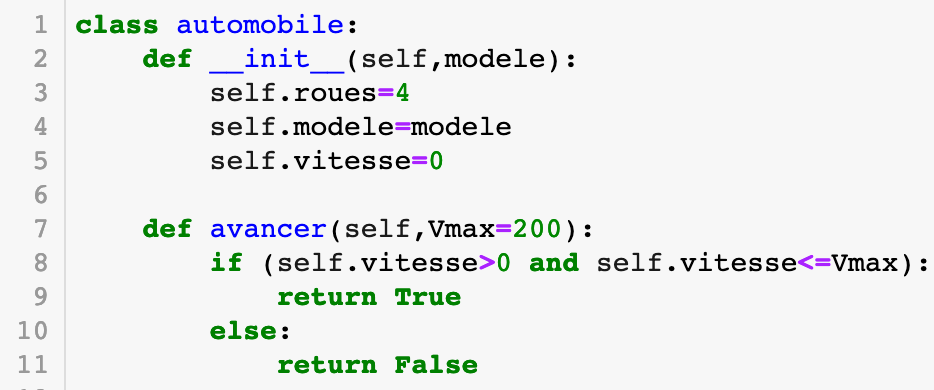 1 class automobile:
2     def __init__(self,modele):
3         self.roues=4
4         self.modele=modele
5         self.vitesse=0
6
7     def avancer(self,Vmax=200):
8         if (self.vitesse>0 and self.vitesse<=Vmax):
9             return True
10         else:
11             return False